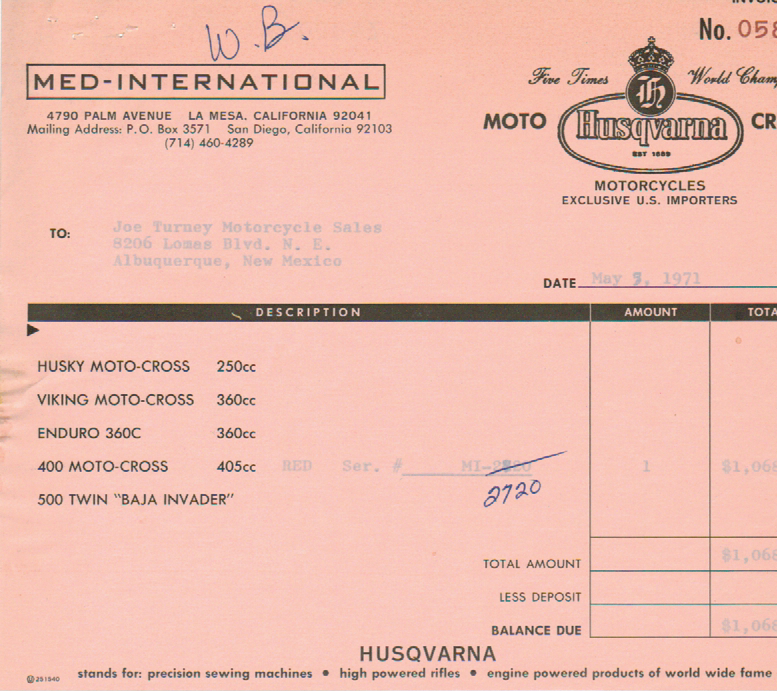 W.B.
INVOI
No. 058
MED-INTERNATIONAL
4790 PALM AVENUE LA MESA. CALIFORNIA 92041
Mailing Address: P.O. Box 3571 San Diego, California 92103
(714) 460-4289
Five Times World Cham
H
MOTO Husqvarna CR
EST 1689
MOTORCYCLES
EXCLUSIVE U.S. IMPORTERS
TO: Joe Turney Motorcycle Sales
8206 Lomas Blvd. N. E.
Albuquerque, New Mexico
DATE May 3, 1971
DESCRIPTION AMOUNT TOTA
HUSKY MOTO-CROSS 250cc
VIKING MOTO-CROSS 360cc
ENDURO 360C 360cc
400 MOTO-CROSS 405cc RED Ser. # 1 $1,068
2720
500 TWIN "BAJA INVADER"
TOTAL AMOUNT $1,068
LESS DEPOSIT
BALANCE DUE $1,068
HUSQVARNA
stands for: precision sewing machines • high powered rifles • engine powered products of world wide fame
251540